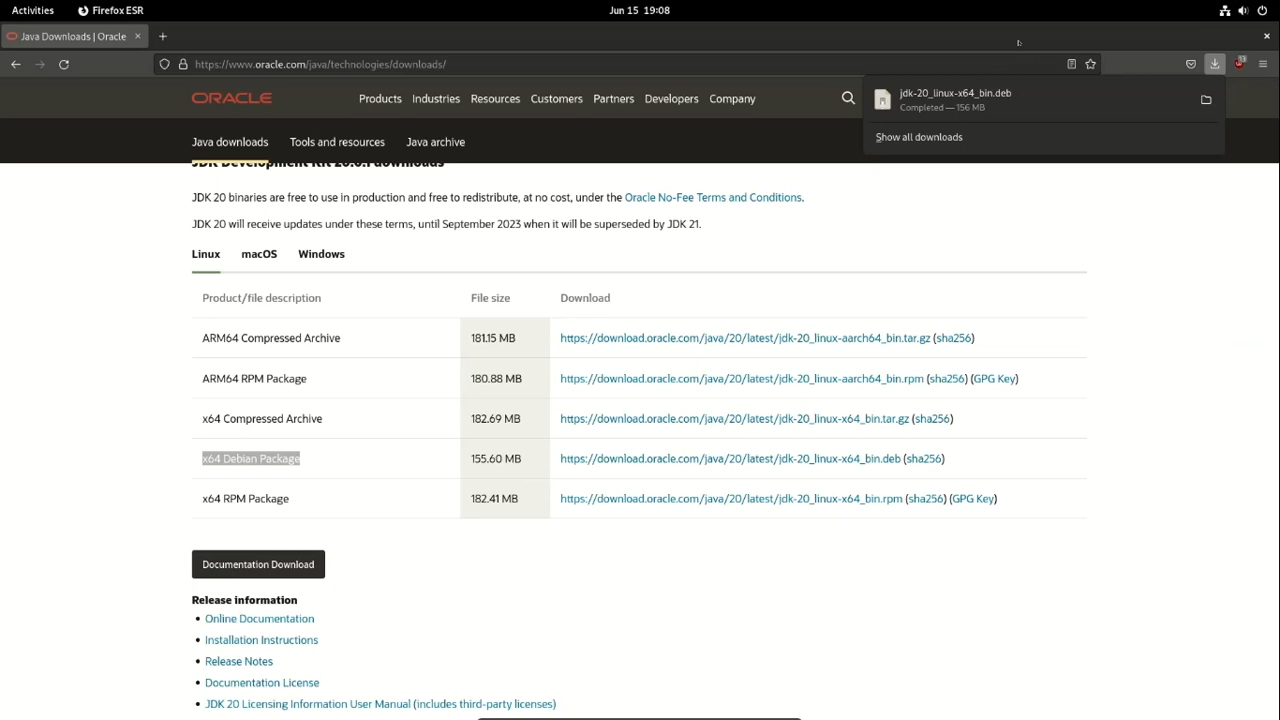 Activities Firefox ESR Jun 15 19:08
Java Downloads | Oracle
https://www.oracle.com/java/technologies/downloads/
ORACLE Products Industries Resources Customers Partners Developers Company
jdk-20_linux-x64_bin.deb
Completed — 156 MB
Show all downloads
Java downloads Tools and resources Java archive
JDK Development Kit 20.0.1 downloads
JDK 20 binaries are free to use in production and free to redistribute, at no cost, under the Oracle No-Fee Terms and Conditions.
JDK 20 will receive updates under these terms, until September 2023 when it will be superseded by JDK 21.
Linux macOS Windows
Product/file description File size Download
ARM64 Compressed Archive 181.15 MB https://download.oracle.com/java/20/latest/jdk-20_linux-aarch64_bin.tar.gz (sha256)
ARM64 RPM Package 180.88 MB https://download.oracle.com/java/20/latest/jdk-20_linux-aarch64_bin.rpm (sha256) (GPG Key)
x64 Compressed Archive 182.69 MB https://download.oracle.com/java/20/latest/jdk-20_linux-x64_bin.tar.gz (sha256)
x64 Debian Package 155.60 MB https://download.oracle.com/java/20/latest/jdk-20_linux-x64_bin.deb (sha256)
x64 RPM Package 182.41 MB https://download.oracle.com/java/20/latest/jdk-20_linux-x64_bin.rpm (sha256) (GPG Key)
Documentation Download
Release information
• Online Documentation
• Installation Instructions
• Release Notes
• Documentation License
• JDK 20 Licensing Information User Manual (includes third-party licenses)